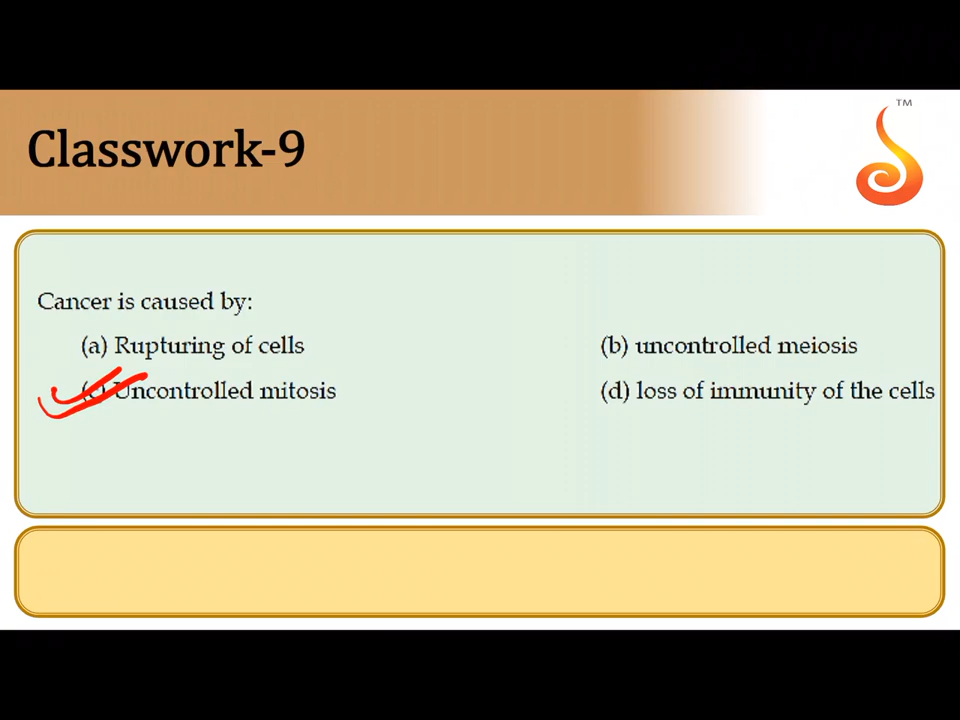 TM
Classwork-9
Cancer is caused by:
(a) Rupturing of cells (b) uncontrolled meiosis
(c) Uncontrolled mitosis (d) loss of immunity of the cells